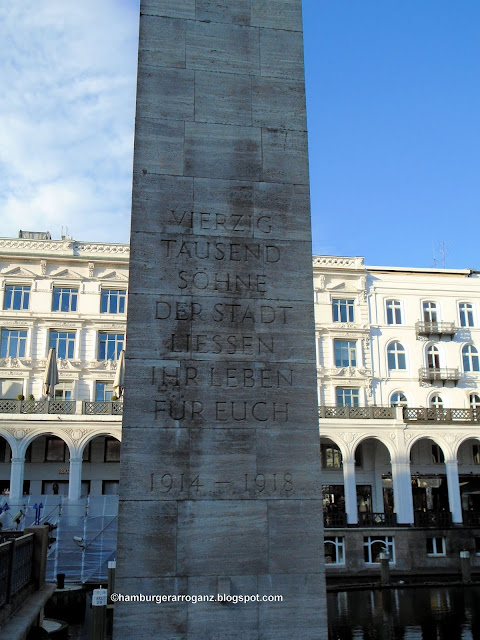 VIERZIG
TAUSEND
SÖHNE
DER STADT
LIESSEN
IHR LEBEN
FÜR EUCH
1914 – 1918
©hamburgerarroganz.blogspot.com